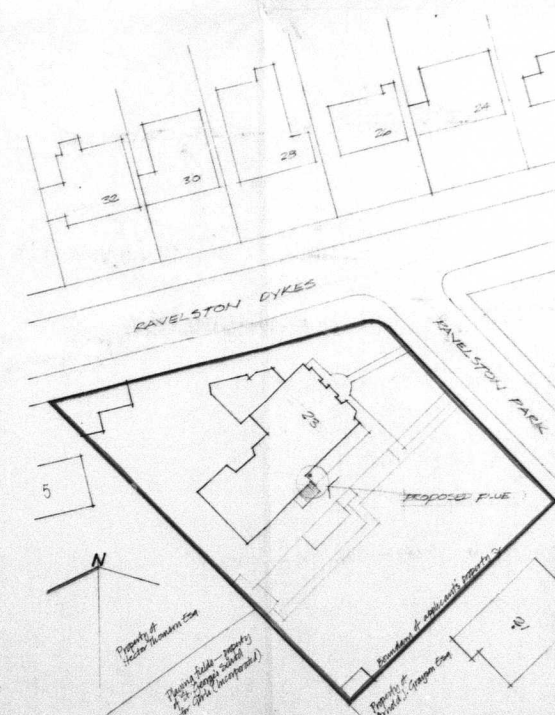 32
30
28
26
24
RAVELSTON DYKES
RAVELSTON PARK
23
5
PROPOSED FLUE
N
Property of
Hector Thomson Esq
Playing fields — property
of St. George's School
for Girls (Incorporated)
Boundary of applicant's property
21
Property of
Grayson Esq